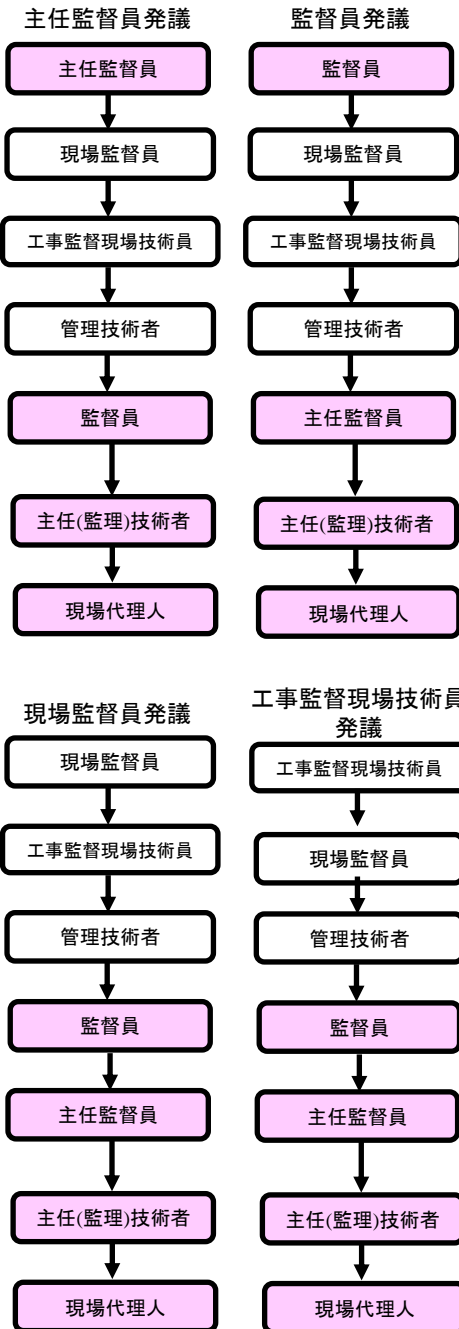 主任監督員発議
主任監督員
現場監督員
工事監督現場技術員
管理技術者
監督員
主任(監理)技術者
現場代理人
監督員発議
監督員
現場監督員
工事監督現場技術員
管理技術者
主任監督員
主任(監理)技術者
現場代理人
現場監督員発議
現場監督員
工事監督現場技術員
管理技術者
監督員
主任監督員
主任(監理)技術者
現場代理人
工事監督現場技術員
発議
工事監督現場技術員
現場監督員
管理技術者
監督員
主任監督員
主任(監理)技術者
現場代理人